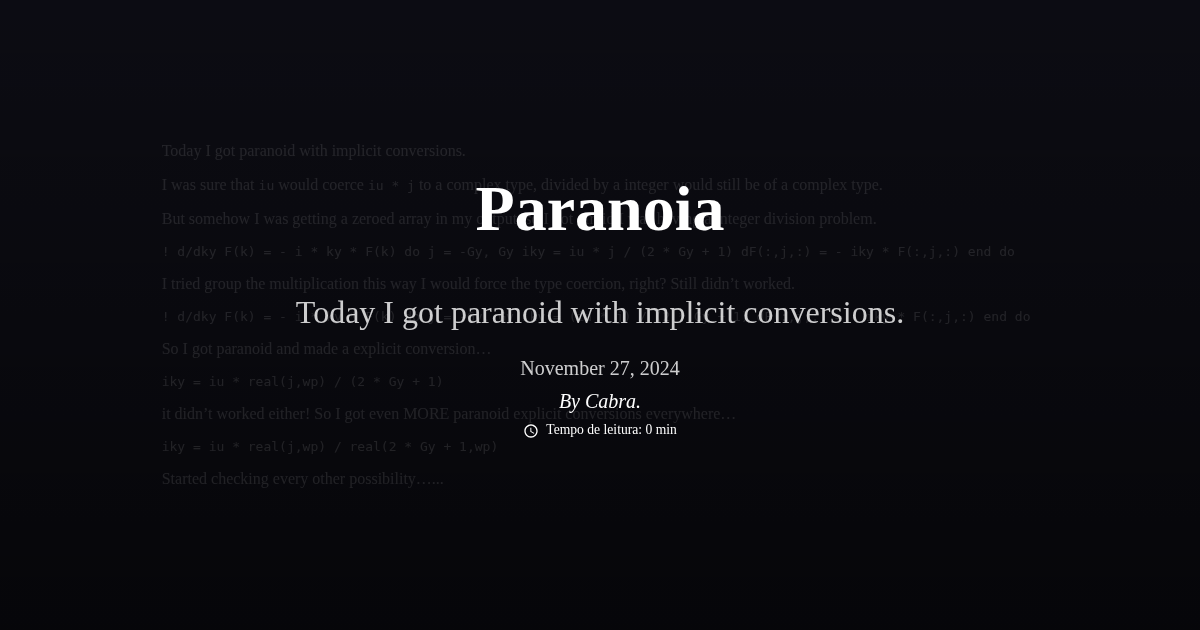 Today I got paranoid with implicit conversions.
I was sure that iu would coerce iu * j to a complex type, divided by a integer would still be of a complex type.
Paranoia
But somehow I was getting a zeroed array in my integer division problem.
! d/dky F(k) = - i * ky * F(k) do j = -Gy, Gy iky = iu * j / (2 * Gy + 1) dF(:,j,:) = - iky * F(:,j,:) end do
I tried group the multiplication this way I would force the type coercion, right? Still didn’t worked.
Today I got paranoid with implicit conversions.
! d/dky F(k) = - * F(:,j,:) end do
So I got paranoid and made a explicit conversion…
November 27, 2024
iky = iu * real(j,wp) / (2 * Gy + 1)
By Cabra.
it didn’t worked either! So I got even MORE paranoid explicit conversions everywhere…
Tempo de leitura: 0 min
iky = iu * real(j,wp) / real(2 * Gy + 1,wp)
Started checking every other possibility…...